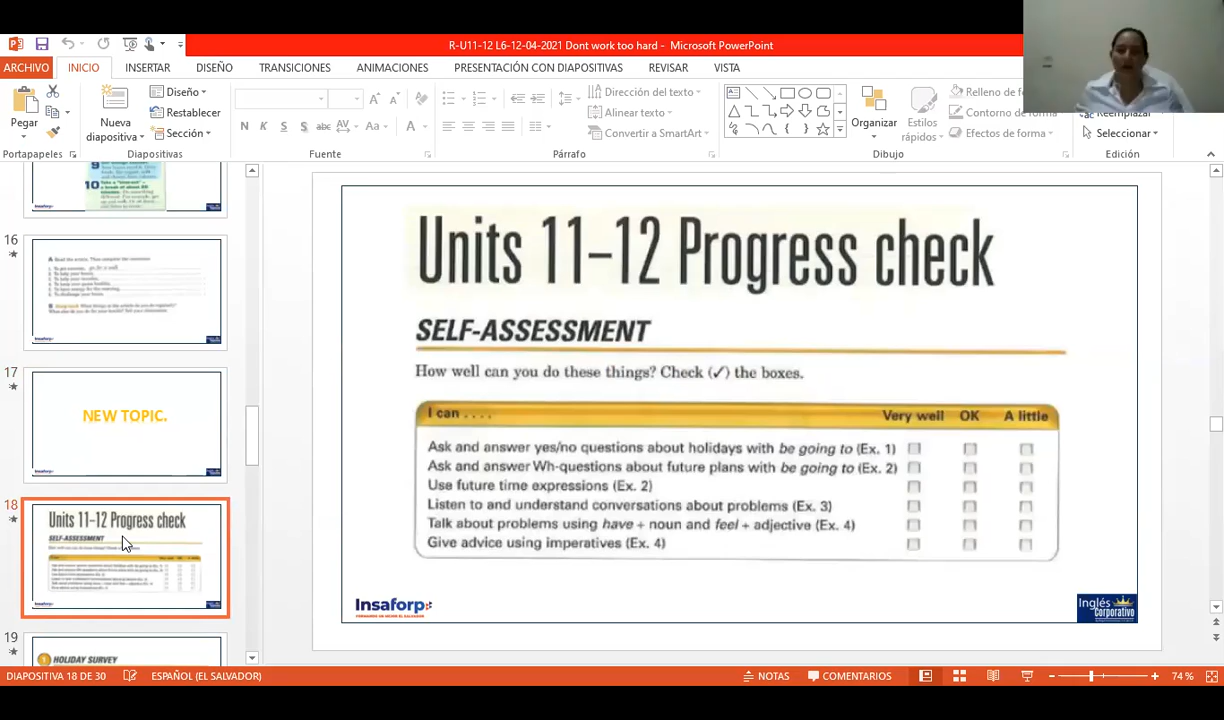 R-U11-12 L6-12-04-2021 Dont work too hard - Microsoft PowerPoint
ARCHIVO INICIO INSERTAR DISEÑO TRANSICIONES ANIMACIONES PRESENTACIÓN CON DIAPOSITIVAS REVISAR VISTA
Pegar
Nueva diapositiva
Diseño
Restablecer
Sección
N K S S abc AV Aa A
Dirección del texto
Alinear texto
Convertir a SmartArt
Organizar
Estilos rápidos
Relleno de
Contorno de forma
Efectos de forma
Reemplazar
Seleccionar
Portapapeles Diapositivas Fuente Párrafo Dibujo Edición
10
16
17
NEW TOPIC.
18
Units 11-12 Progress check
SELF-ASSESSMENT
19
HOLIDAY SURVEY
Units 11–12 Progress check
SELF-ASSESSMENT
How well can you do these things? Check (✓) the boxes.
I can . . . . Very well OK A little
Ask and answer yes/no questions about holidays with be going to (Ex. 1)
Ask and answer Wh-questions about future plans with be going to (Ex. 2)
Use future time expressions (Ex. 2)
Listen to and understand conversations about problems (Ex. 3)
Talk about problems using have + noun and feel + adjective (Ex. 4)
Give advice using imperatives (Ex. 4)
Insaforp
Inglés Corporativo
DIAPOSITIVA 18 DE 30 ESPAÑOL (EL SALVADOR) NOTAS COMENTARIOS 74 %